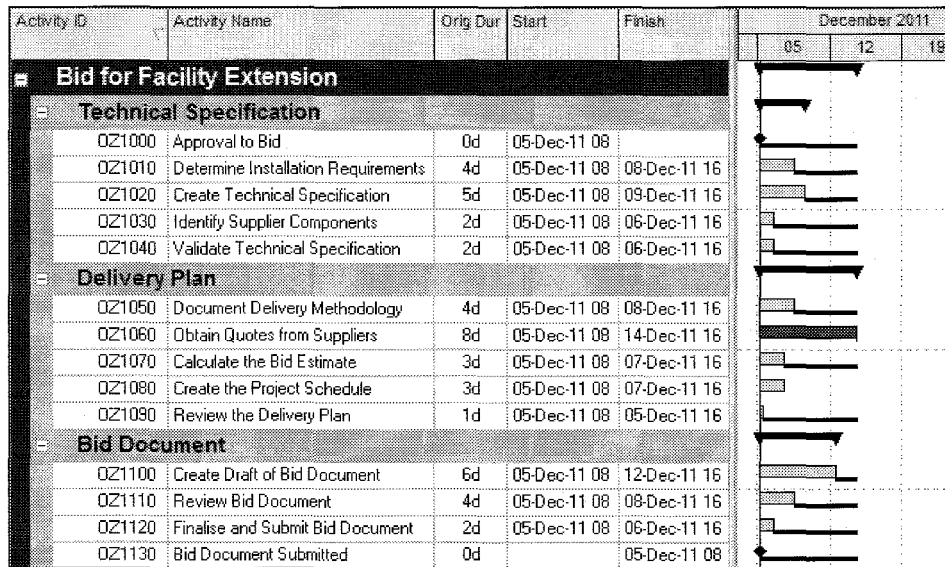 Activity ID Activity Name Orig Dur Start Finish December 2011
05 12 19
Bid for Facility Extension
Technical Specification
OZ1000 Approval to Bid 0d 05-Dec-11 08
OZ1010 Determine Installation Requirements 4d 05-Dec-11 08 08-Dec-11 16
OZ1020 Create Technical Specification 5d 05-Dec-11 08 09-Dec-11 16
OZ1030 Identify Supplier Components 2d 05-Dec-11 08 06-Dec-11 16
OZ1040 Validate Technical Specification 2d 05-Dec-11 08 06-Dec-11 16
Delivery Plan
OZ1050 Document Delivery Methodology 4d 05-Dec-11 08 08-Dec-11 16
OZ1060 Obtain Quotes from Suppliers 8d 05-Dec-11 08 14-Dec-11 16
OZ1070 Calculate the Bid Estimate 3d 05-Dec-11 08 07-Dec-11 16
OZ1080 Create the Project Schedule 3d 05-Dec-11 08 07-Dec-11 16
OZ1090 Review the Delivery Plan 1d 05-Dec-11 08 05-Dec-11 16
Bid Document
OZ1100 Create Draft of Bid Document 6d 05-Dec-11 08 12-Dec-11 16
OZ1110 Review Bid Document 4d 05-Dec-11 08 08-Dec-11 16
OZ1120 Finalise and Submit Bid Document 2d 05-Dec-11 08 06-Dec-11 16
OZ1130 Bid Document Submitted 0d 05-Dec-11 08